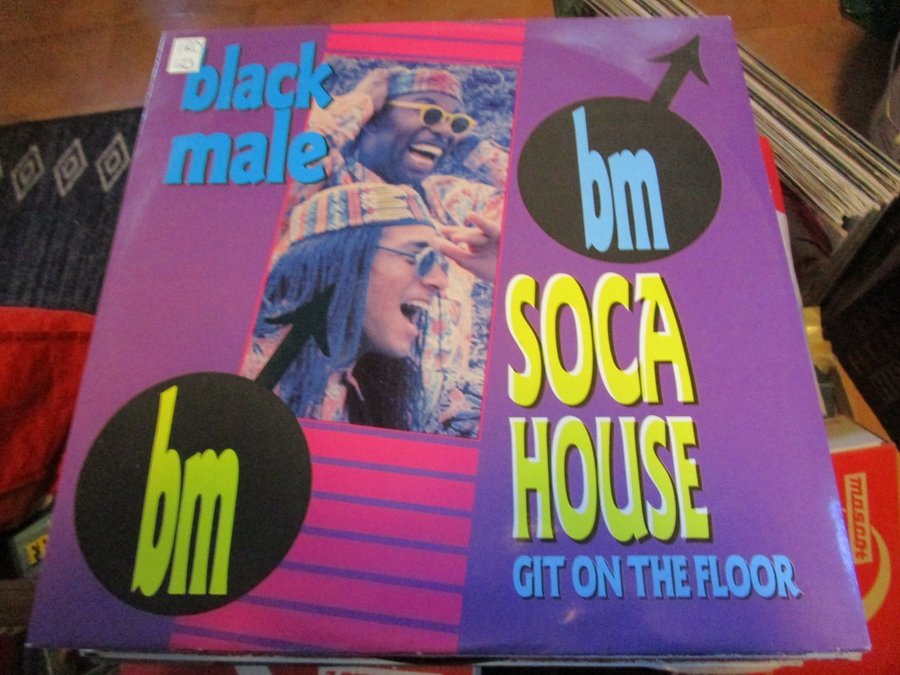 black
male
bm
SOCA
HOUSE
GIT ON THE FLOOR
bm